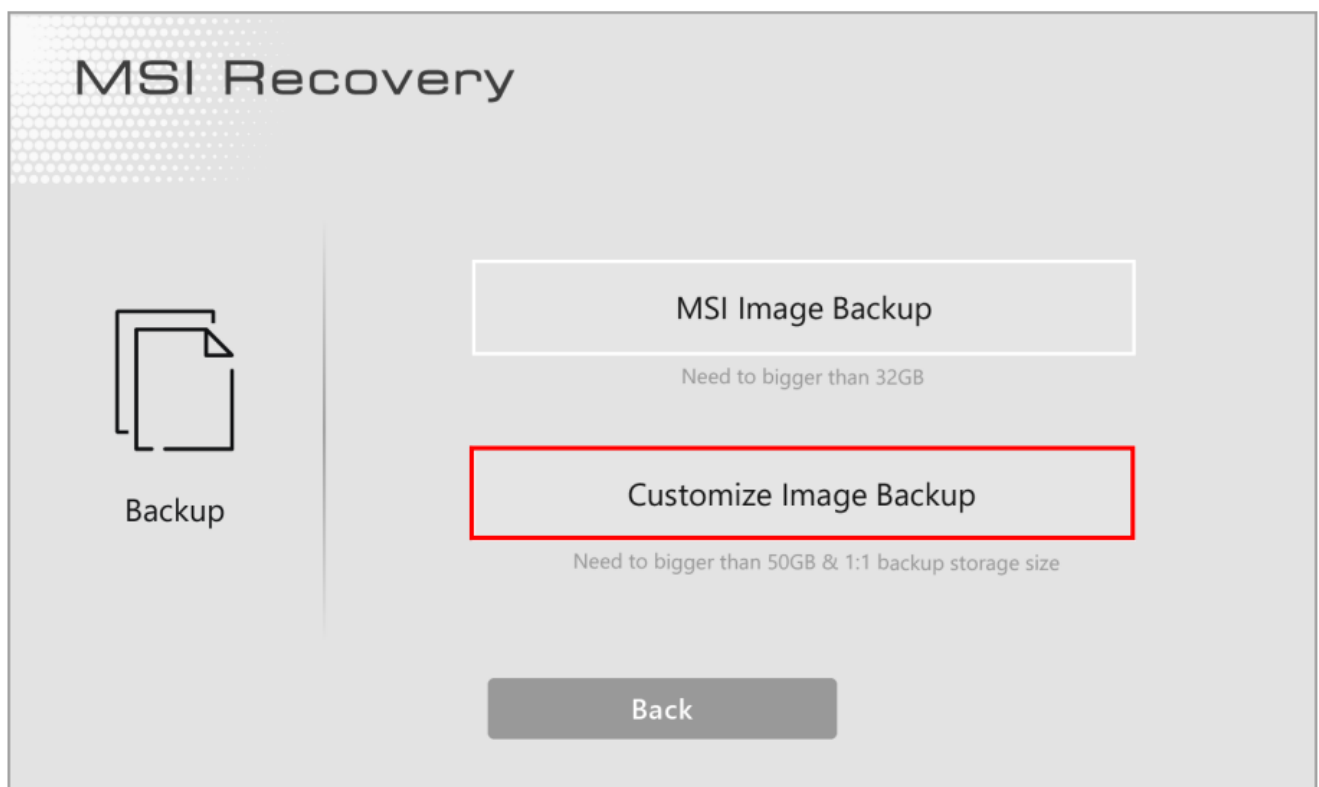 MSI Recovery
MSI Image Backup
Need to bigger than 32GB
Customize Image Backup
Need to bigger than 50GB & 1:1 backup storage size
Backup
Back